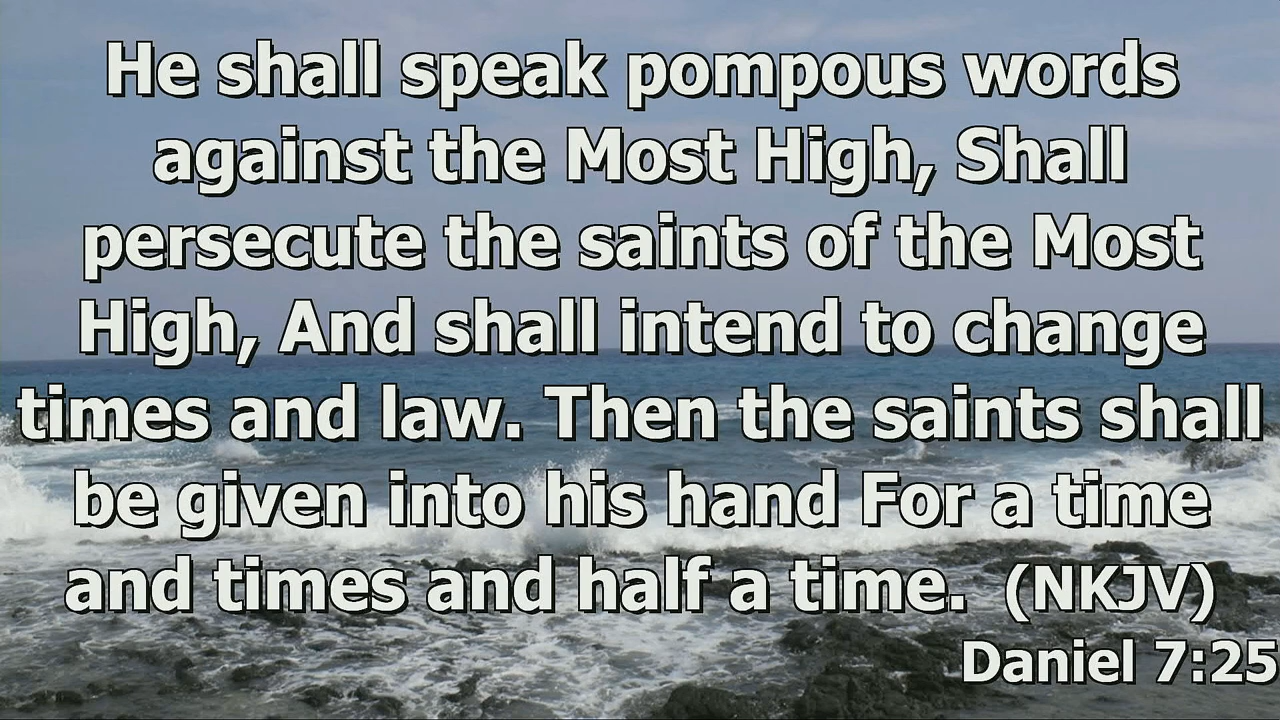 He shall speak pompous words
against the Most High, Shall
persecute the saints of the Most
High, And shall intend to change
times and law. Then the saints shall
be given into his hand For a time
and times and half a time. (NKJV)
Daniel 7:25